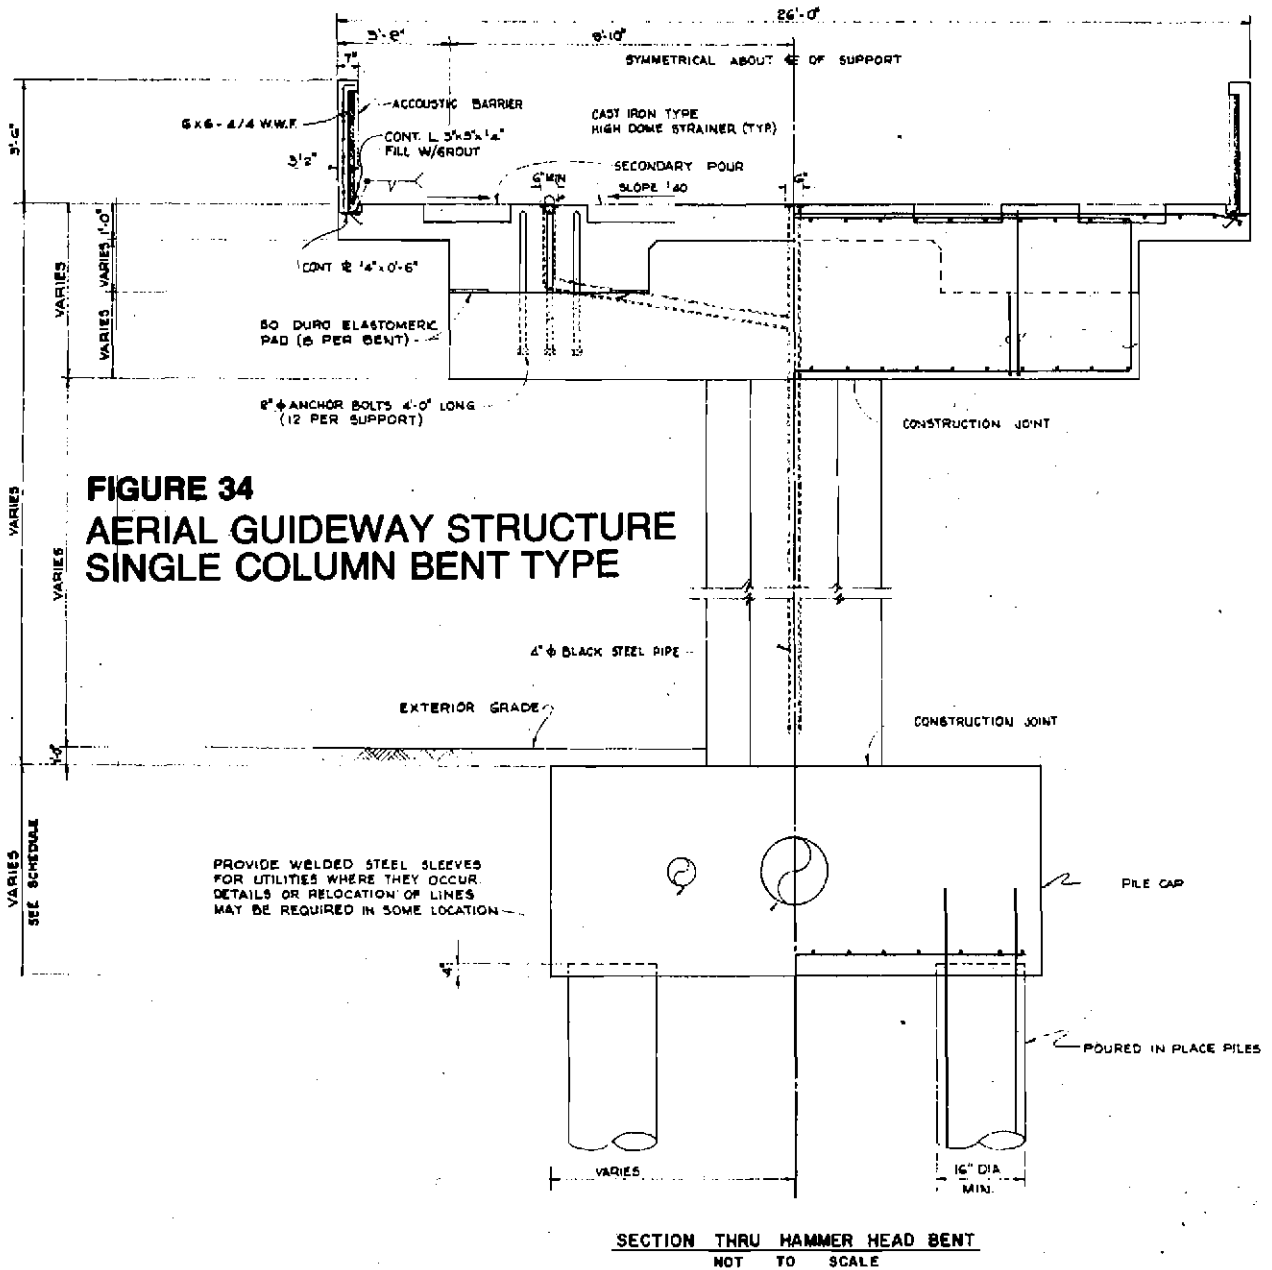 26'-0"
3'-2"
8'-10"
SYMMETRICAL ABOUT ℄ OF SUPPORT
7"
ACCOUSTIC BARRIER
6x6 - 4/4 W.W.F.
CAST IRON TYPE
HIGH DOME STRAINER (TYP.)
3'-6"
CONT. L 3"x3"x1/4"
FILL W/GROUT
3 1/2"
SECONDARY POUR
6" MIN
SLOPE 1:40
6"
1'-0"
VARIES
VARIES
VARIES
CONT ℄ 1/4" x 0'-6"
50 DURO ELASTOMERIC
PAD (8 PER BENT)
2" ϕ ANCHOR BOLTS 4'-0" LONG
(12 PER SUPPORT)
CONSTRUCTION JOINT
FIGURE 34
AERIAL GUIDEWAY STRUCTURE
SINGLE COLUMN BENT TYPE
VARIES
VARIES
4" ϕ BLACK STEEL PIPE
EXTERIOR GRADE
CONSTRUCTION JOINT
1'-0"
VARIES
SEE SCHEDULE
PROVIDE WELDED STEEL SLEEVES
FOR UTILITIES WHERE THEY OCCUR.
DETAILS OR RELOCATION OF LINES
MAY BE REQUIRED IN SOME LOCATION
PILE CAP
4"
POURED IN PLACE PILES
VARIES
16" DIA
MIN.
SECTION THRU HAMMER HEAD BENT
NOT TO SCALE